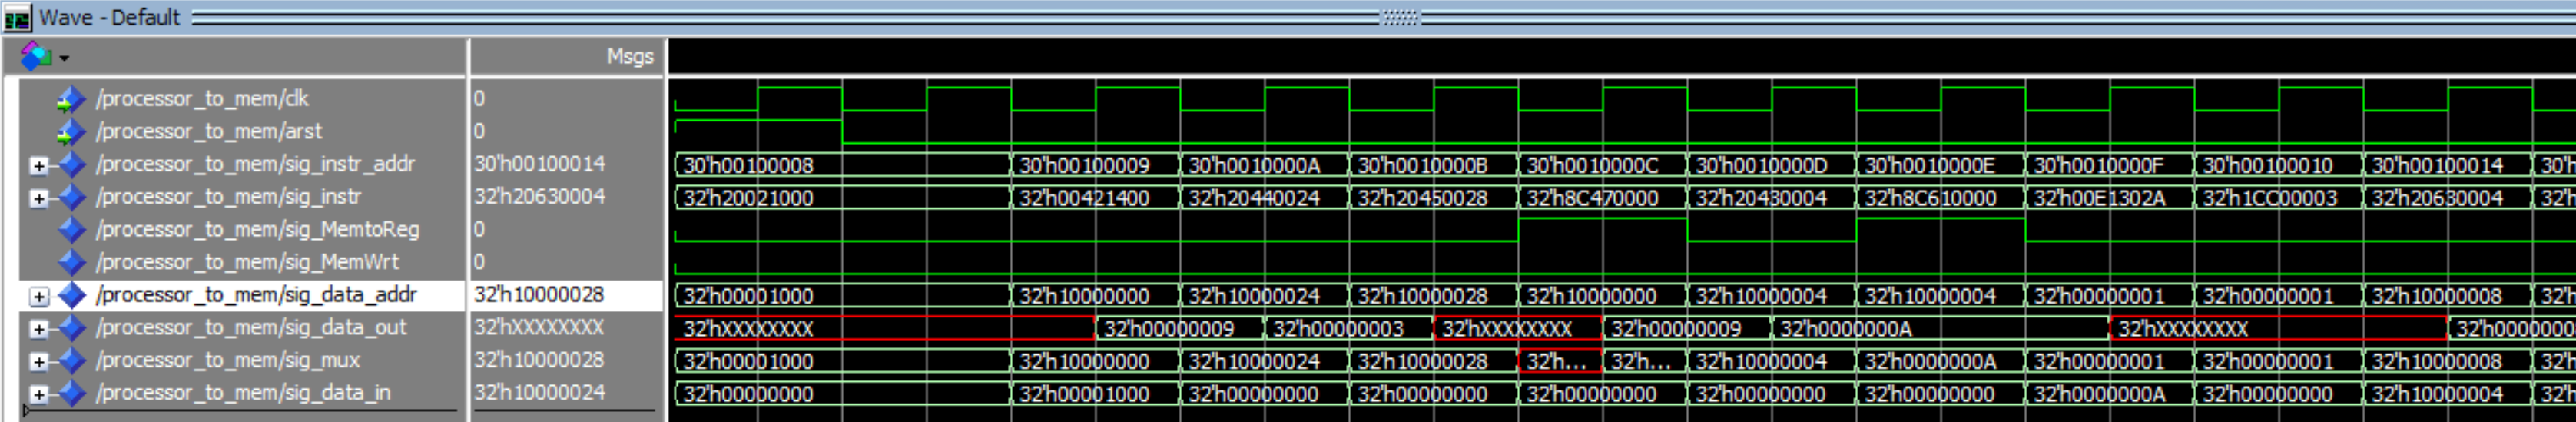 Wave - Default
Msgs
/processor_to_mem/clk 0
/processor_to_mem/arst 0
/processor_to_mem/sig_instr_addr 30'h00100014 30'h00100008 30'h00100009 30'h0010000A 30'h0010000B 30'h0010000C 30'h0010000D 30'h0010000E 30'h0010000F 30'h00100010 30'h00100014 30'h
/processor_to_mem/sig_instr 32'h20630004 32'h20021000 32'h00421400 32'h20440024 32'h20450028 32'h8C470000 32'h20430004 32'h8C610000 32'h00E1302A 32'h1CC00003 32'h20630004 32'h
/processor_to_mem/sig_MemtoReg 0
/processor_to_mem/sig_MemWrt 0
/processor_to_mem/sig_data_addr 32'h10000028 32'h00001000 32'h10000000 32'h10000024 32'h10000028 32'h10000000 32'h10000004 32'h10000004 32'h00000001 32'h00000001 32'h10000008 32'h
/processor_to_mem/sig_data_out 32'hXXXXXXXX 32'hXXXXXXXX 32'h00000009 32'h00000003 32'hXXXXXXXX 32'h00000009 32'h0000000A 32'hXXXXXXXX 32'h0000000
/processor_to_mem/sig_mux 32'h10000028 32'h00001000 32'h10000000 32'h10000024 32'h10000028 32'h... 32'h... 32'h10000004 32'h0000000A 32'h00000001 32'h00000001 32'h10000008 32'h
/processor_to_mem/sig_data_in 32'h10000024 32'h00000000 32'h00001000 32'h00000000 32'h00000000 32'h00000000 32'h00000000 32'h00000000 32'h0000000A 32'h00000000 32'h10000004 32'h